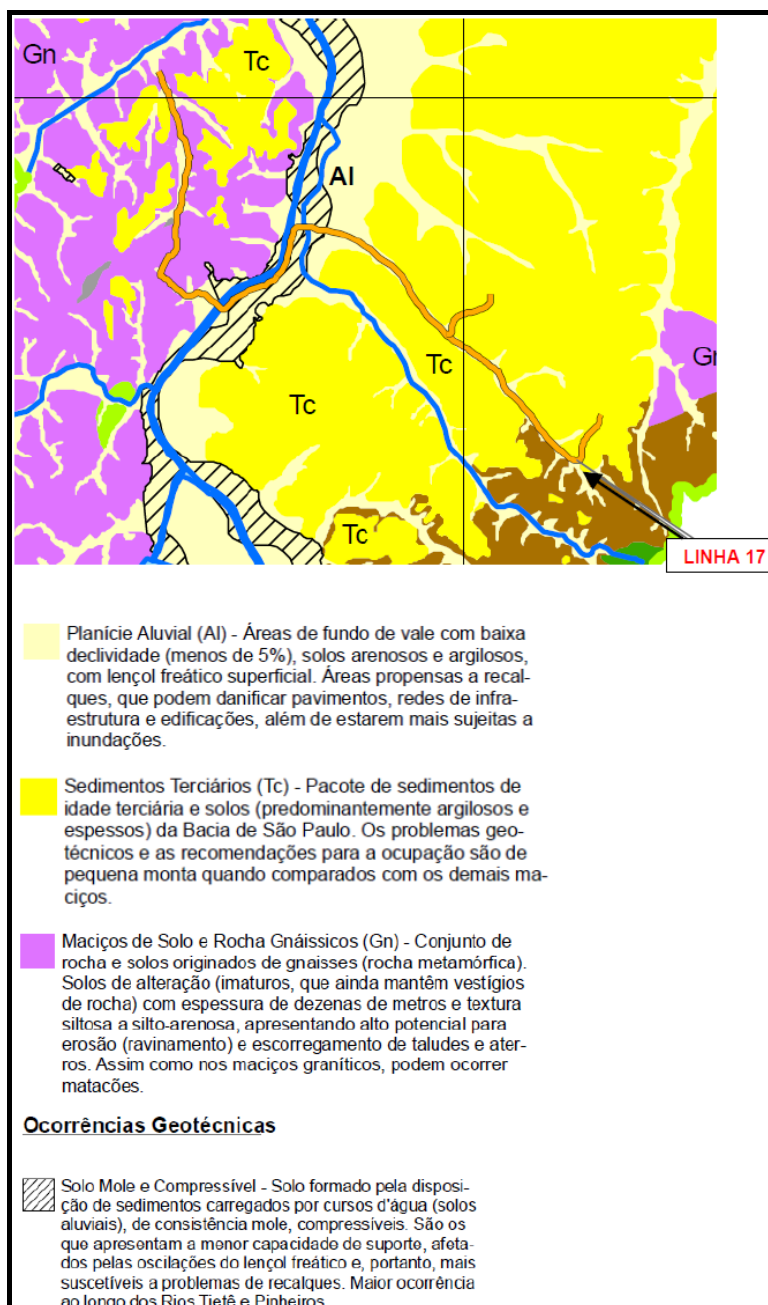 Gn
Tc
Al
Gn
Tc
Tc
Tc
LINHA 17
Planície Aluvial (Al) - Áreas de fundo de vale com baixa
declividade (menos de 5%), solos arenosos e argilosos,
com lençol freático superficial. Áreas propensas a recal-
ques, que podem danificar pavimentos, redes de infra-
estrutura e edificações, além de estarem mais sujeitas a
inundações.
Sedimentos Terciários (Tc) - Pacote de sedimentos de
idade terciária e solos (predominantemente argilosos e
espessos) da Bacia de São Paulo. Os problemas geo-
técnicos e as recomendações para a ocupação são de
pequena monta quando comparados com os demais ma-
ciços.
Maciços de Solo e Rocha Gnáissicos (Gn) - Conjunto de
rocha e solos originados de gnaisses (rocha metamórfica).
Solos de alteração (imaturos, que ainda mantêm vestígios
de rocha) com espessura de dezenas de metros e textura
siltosa a silto-arenosa, apresentando alto potencial para
erosão (ravinamento) e escorregamento de taludes e ater-
ros. Assim como nos maciços graníticos, podem ocorrer
matacões.
Ocorrências Geotécnicas
Solo Mole e Compressível - Solo formado pela disposi-
ção de sedimentos carregados por cursos d'água (solos
aluviais), de consistência mole, compressíveis. São os
que apresentam a menor capacidade de suporte, afeta-
dos pelas oscilações do lençol freático e, portanto, mais
suscetíveis a problemas de recalques. Maior ocorrência
ao longo dos Rios Tietê e Pinheiros